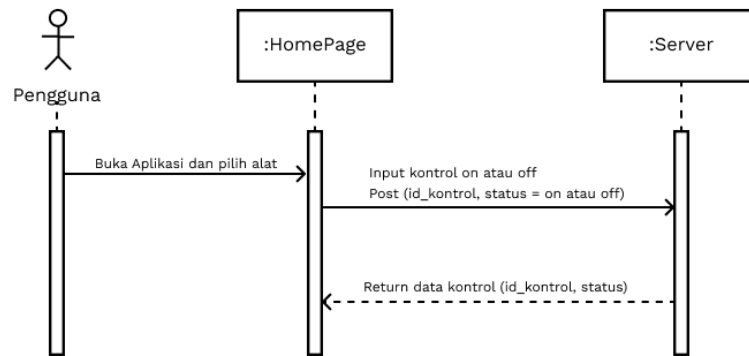 :HomePage
:Server
Pengguna
Buka Aplikasi dan pilih alat
Input kontrol on atau off
Post (id_kontrol, status = on atau off)
Return data kontrol (id_kontrol, status)